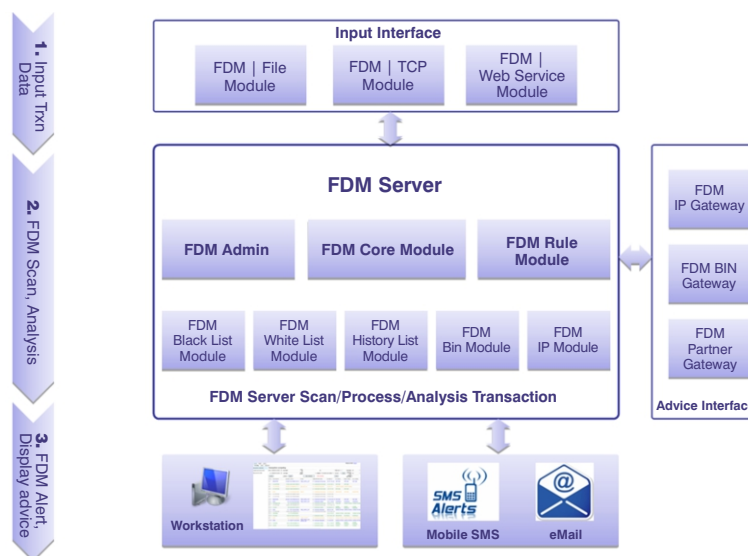 1. Input Trxn
Data
Input Interface
FDM | File
Module
FDM | TCP
Module
FDM |
Web Service
Module
2. FDM Scan, Analysis
FDM Server
FDM Admin
FDM Core Module
FDM Rule
Module
FDM
Black List
Module
FDM
White List
Module
FDM
History List
Module
FDM
Bin Module
FDM
IP Module
FDM Server Scan/Process/Analysis Transaction
FDM
IP Gateway
FDM BIN
Gateway
FDM
Partner
Gateway
Advice Interfac
3. FDM Alert,
Display advice
Workstation
SMS
Alerts
Mobile SMS
@
eMail